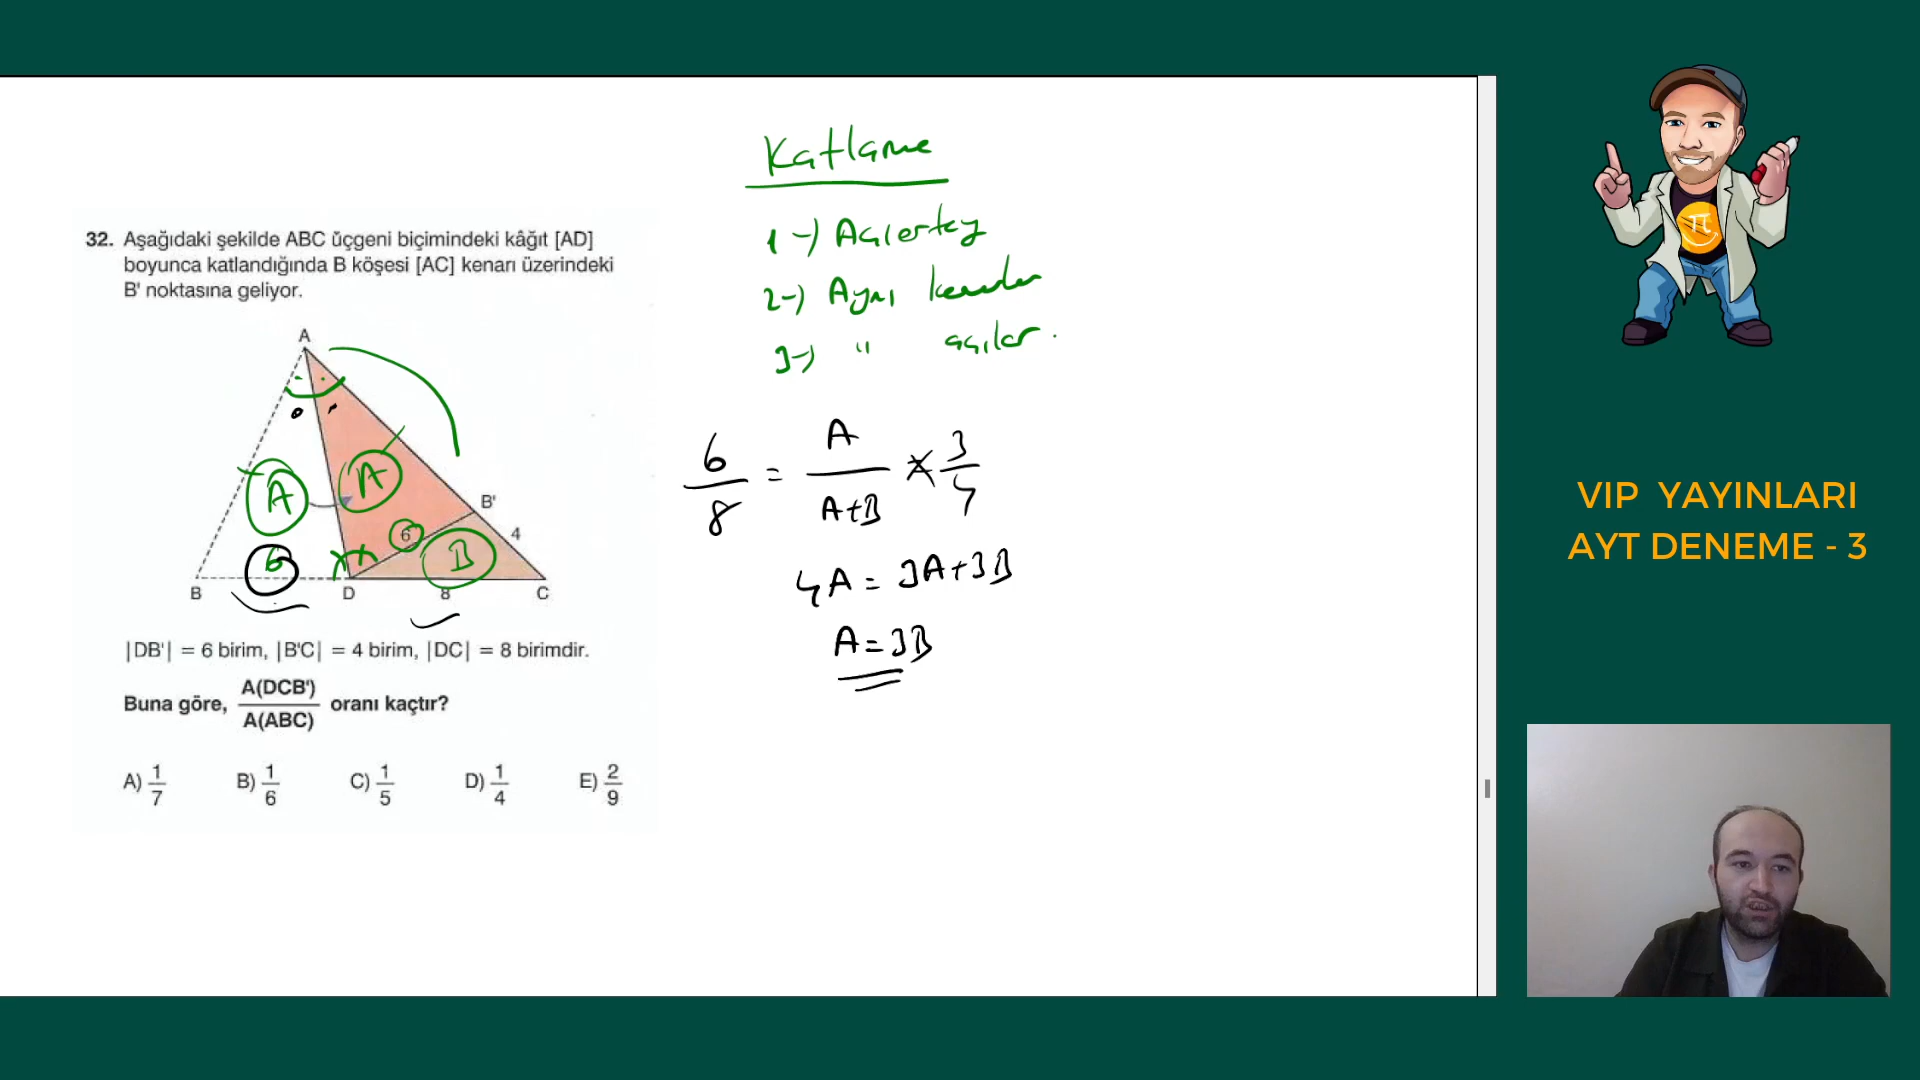 32. Aşağıdaki şekilde ABC üçgeni biçimindeki kâğıt [AD]
boyunca katlandığında B köşesi [AC] kenarı üzerindeki
B' noktasına geliyor.
A
A
A
B'
6
4
B
6
B
D
8
C
|DB'| = 6 birim, |B'C| = 4 birim, |DC| = 8 birimdir.
Buna göre, A(DCB') / A(ABC) oranı kaçtır?
A) 1/7 B) 1/6 C) 1/5 D) 1/4 E) 2/9
Katlama
1-) Açıortay
2-) Aynı kenarlar
3-) " açılar.
6/8 = A/(A+B) 3/4
4A = 3A+3B
A = 3B
π
VIP YAYINLARI
AYT DENEME - 3